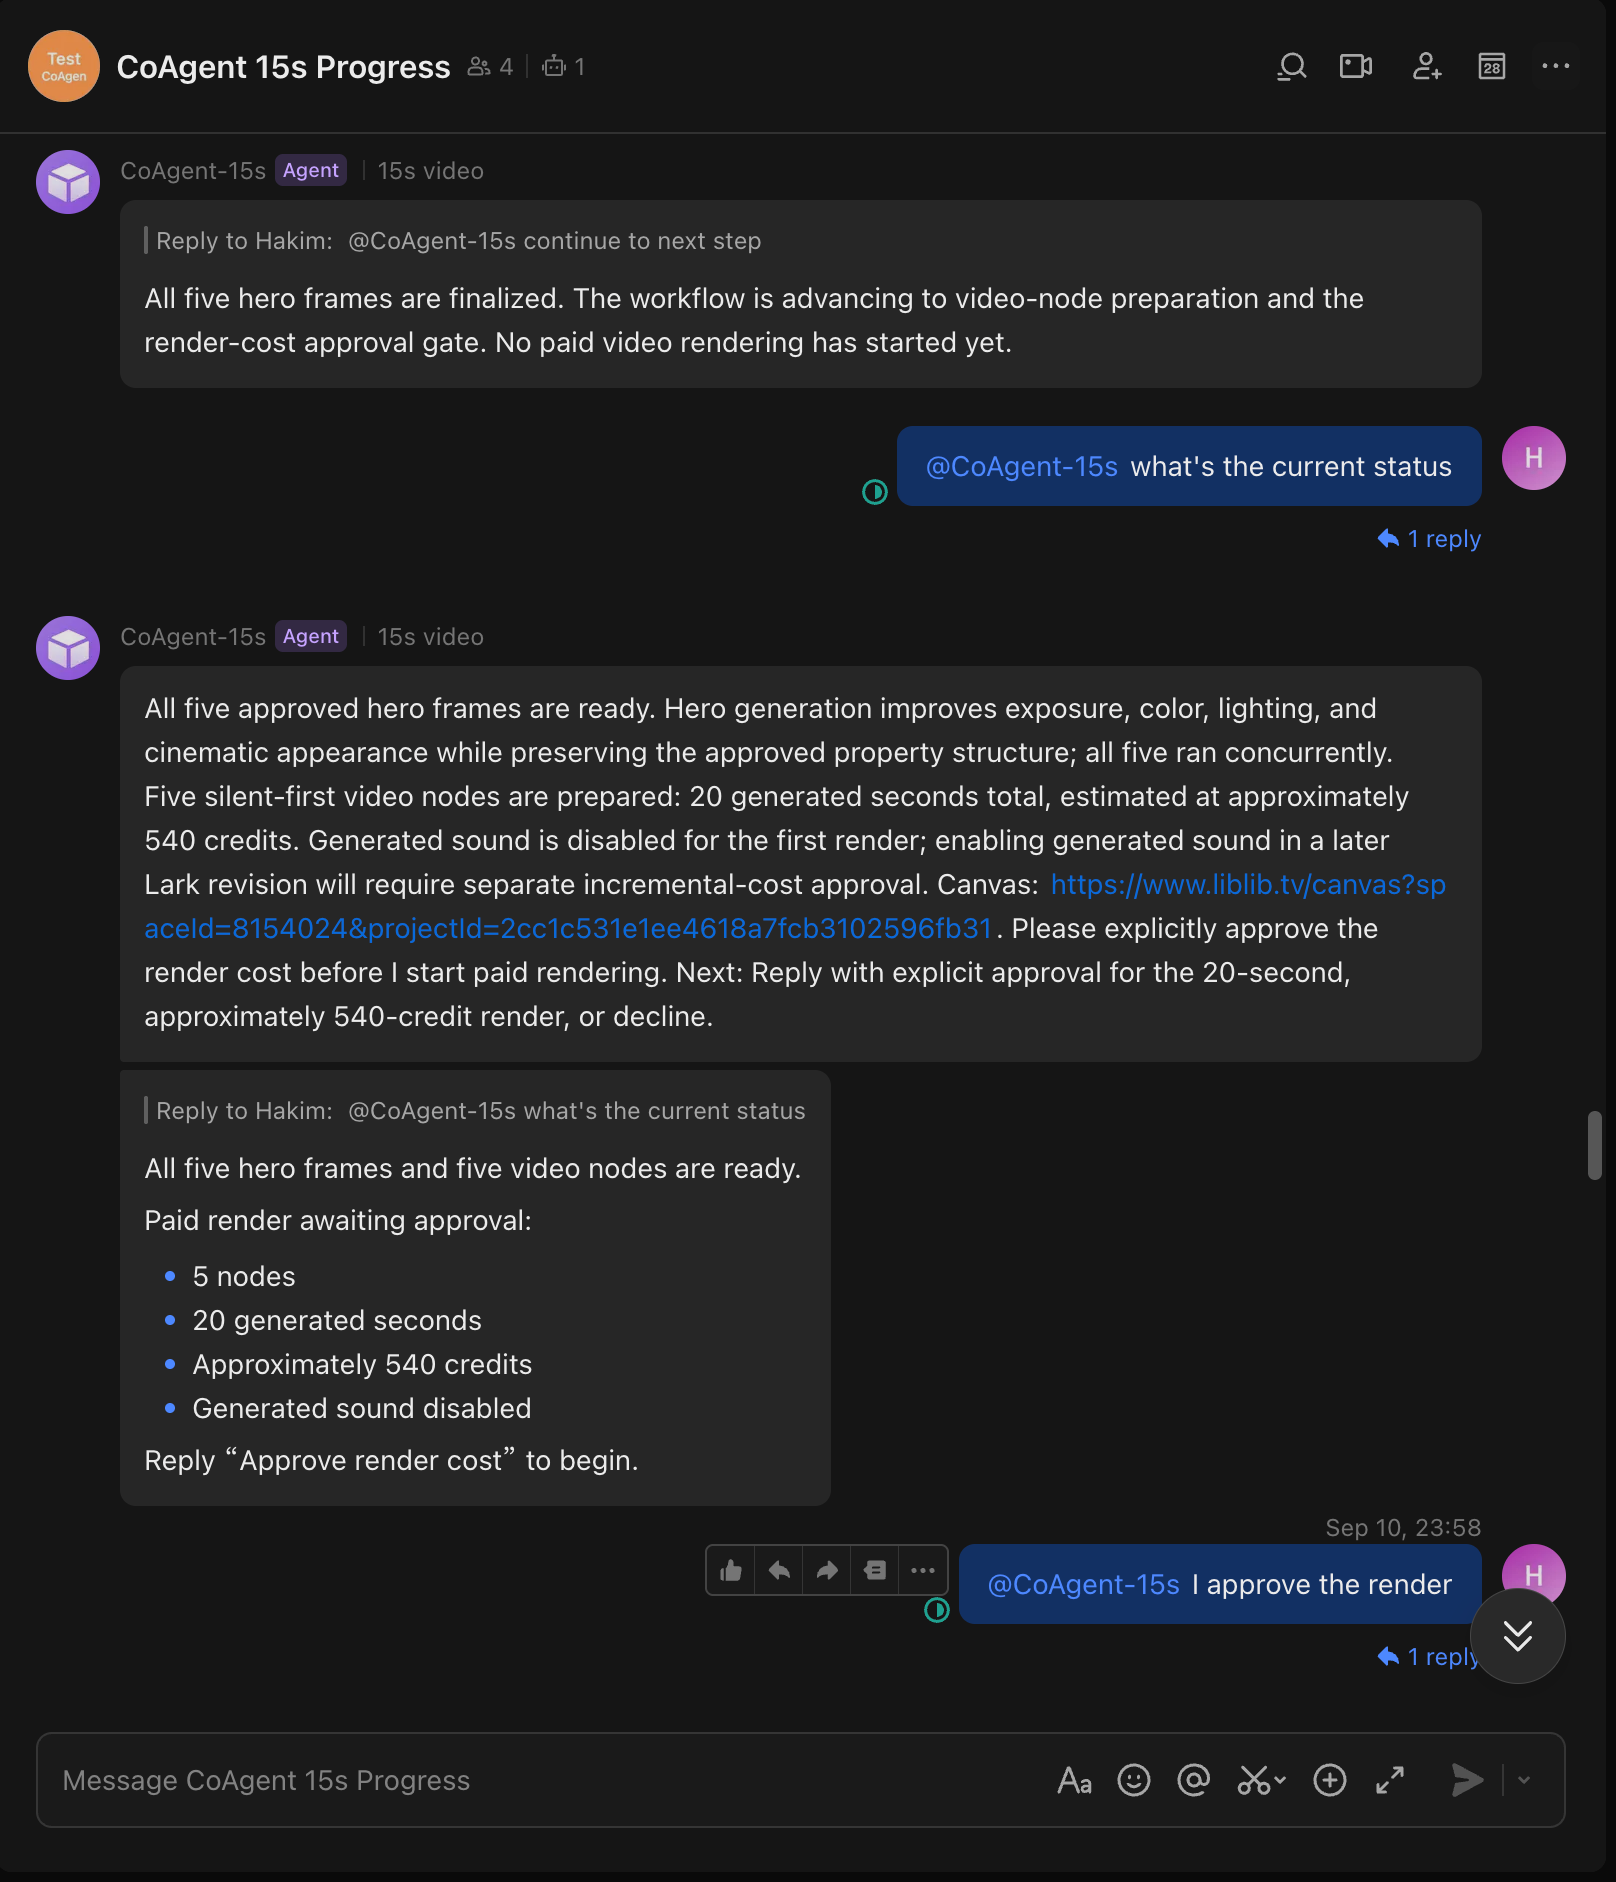 Test
CoAgen
CoAgent 15s Progress 4 1
28
CoAgent-15s Agent 15s video
Reply to Hakim: @CoAgent-15s continue to next step
All five hero frames are finalized. The workflow is advancing to video-node preparation and the
render-cost approval gate. No paid video rendering has started yet.
@CoAgent-15s what's the current status
H
1 reply
CoAgent-15s Agent 15s video
All five approved hero frames are ready. Hero generation improves exposure, color, lighting, and
cinematic appearance while preserving the approved property structure; all five ran concurrently.
Five silent-first video nodes are prepared: 20 generated seconds total, estimated at approximately
540 credits. Generated sound is disabled for the first render; enabling generated sound in a later
Lark revision will require separate incremental-cost approval. Canvas: https://www.liblib.tv/canvas?sp
aceId=8154024&projectId=2cc1c531e1ee4618a7fcb3102596fb31. Please explicitly approve the
render cost before I start paid rendering. Next: Reply with explicit approval for the 20-second,
approximately 540-credit render, or decline.
Reply to Hakim: @CoAgent-15s what's the current status
All five hero frames and five video nodes are ready.
Paid render awaiting approval:
• 5 nodes
• 20 generated seconds
• Approximately 540 credits
• Generated sound disabled
Reply “Approve render cost” to begin.
Sep 10, 23:58
@CoAgent-15s I approve the render
H
1 reply
Message CoAgent 15s Progress
Aa